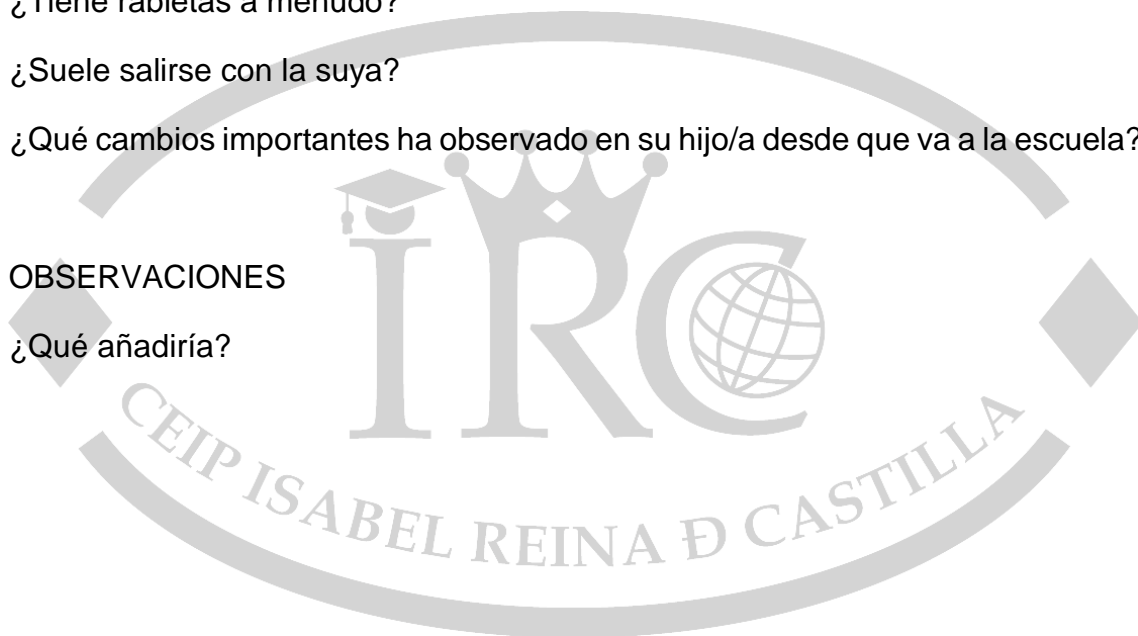 ¿Tiene rabietas a menudo?
¿Suele salirse con la suya?
¿Qué cambios importantes ha observado en su hijo/a desde que va a la escuela?
OBSERVACIONES
¿Qué añadiría?
IRC
CEIP ISABEL REINA Đ CASTILLA